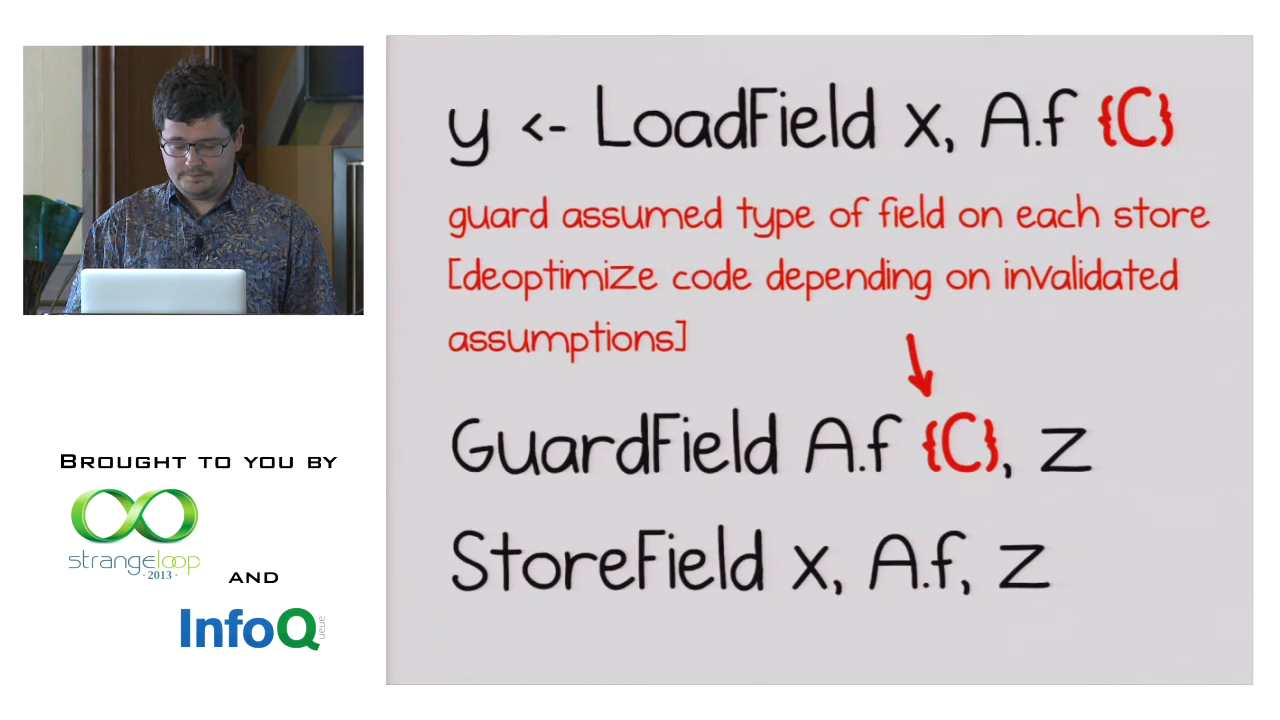 y <- LoadField x, A.f {C}
guard assumed type of field on each store
[deoptimize code depending on invalidated
assumptions]
GuardField A.f {C}, z
StoreField x, A.f, z
BROUGHT TO YOU BY
strangeloop
·2013·
AND
InfoQ
ueue